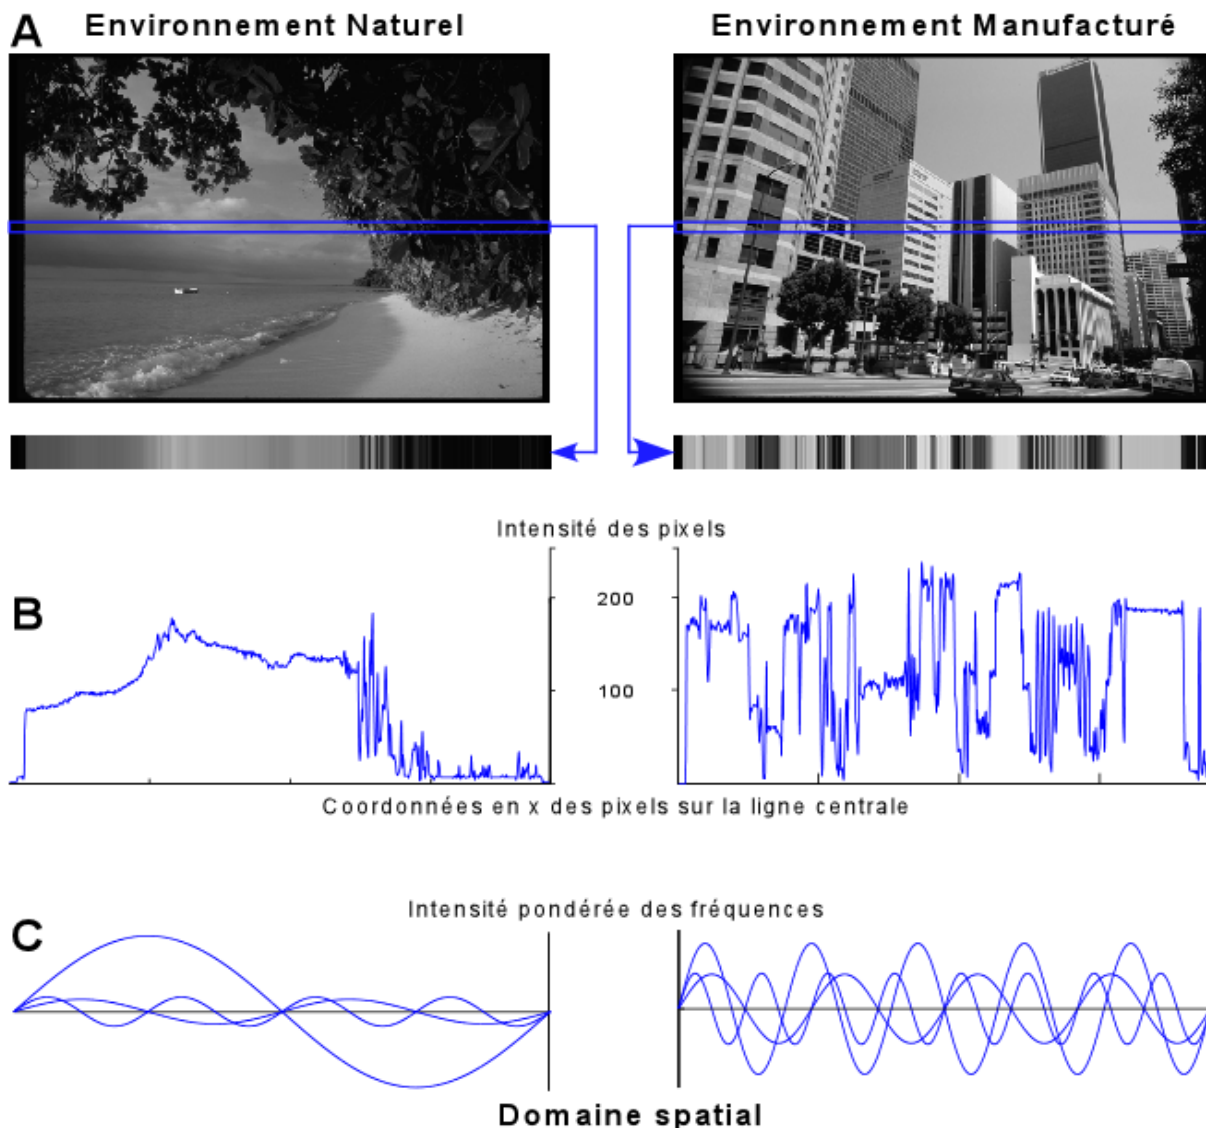 A
Environnement Naturel
Environnement Manufacturé
Intensité des pixels
B
200
100
Coordonnées en x des pixels sur la ligne centrale
Intensité pondérée des fréquences
C
Domaine spatial